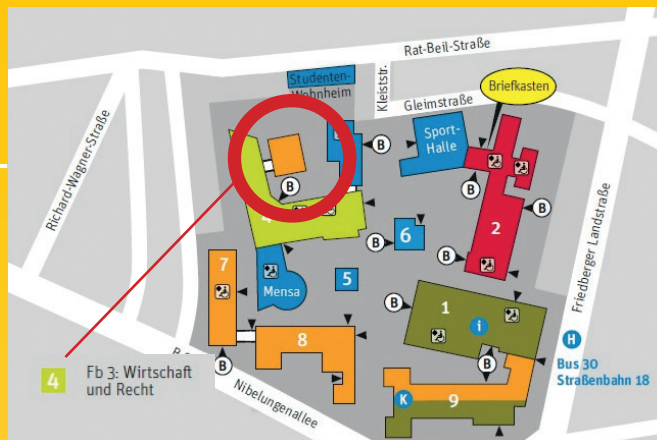 Rat-Beil-Straße
Studenten-
Wohnheim
Kleiststr.
Gleimstraße
Briefkasten
Sport-
Halle
Richard-Wagner-Straße
Friedberger Landstraße
B
B
B
B
B
B
B
B
B
4
6
2
7
5
Mensa
1
i
8
9
K
H
Bus 30
Straßenbahn 18
Nibelungenallee
4
Fb 3: Wirtschaft
und Recht